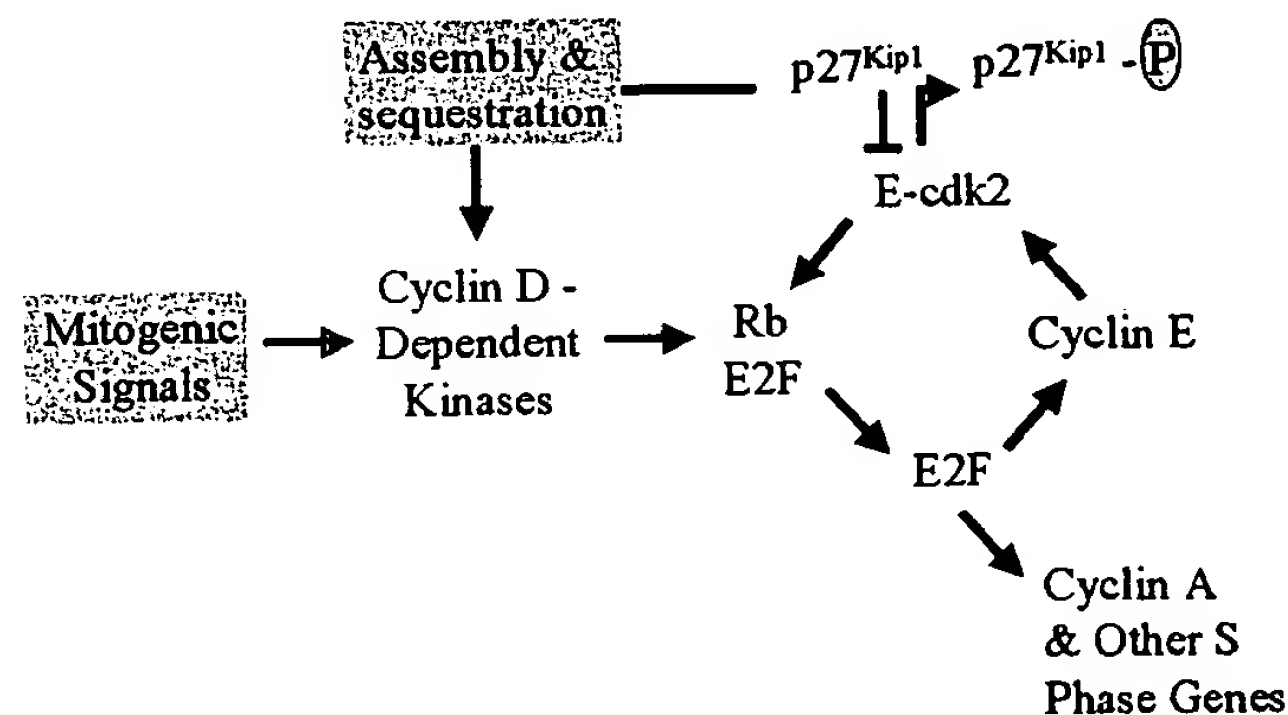 Assembly &
sequestration
p27Kip1
p27Kip1 - P
E-cdk2
Mitogenic
Signals
Cyclin D -
Dependent
Kinases
Rb
E2F
Cyclin E
E2F
Cyclin A
& Other S
Phase Genes